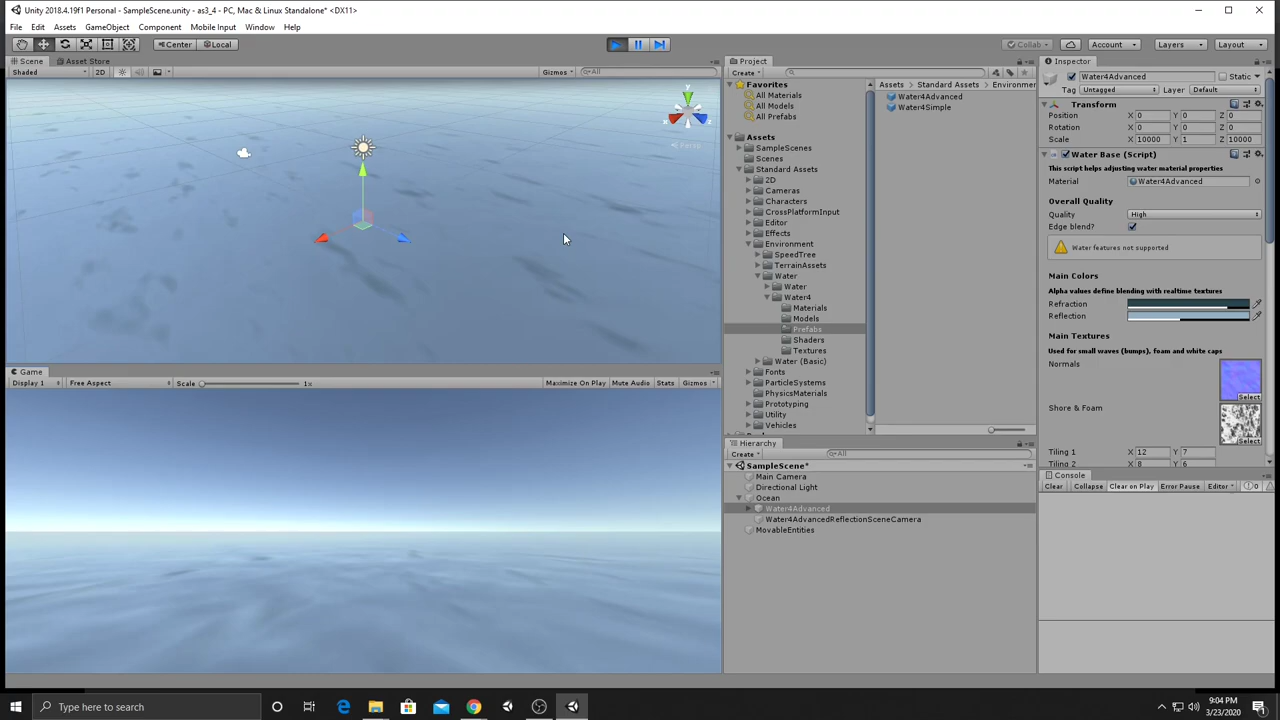 Unity 2018.4.19f1 Personal - SampleScene.unity - as3_4 - PC, Mac & Linux Standalone* <DX11>
File Edit Assets GameObject Component Mobile Input Window Help
Center Local
Collab Account Layers Layout
Scene Asset Store
Shaded 2D Gizmos All
y
x
z
Persp
Game
Display 1 Free Aspect Scale 1x Maximize On Play Mute Audio Stats Gizmos
Project
Create
Favorites
All Materials
All Models
All Prefabs
Assets
SampleScenes
Scenes
Standard Assets
2D
Cameras
Characters
CrossPlatformInput
Editor
Effects
Environment
SpeedTree
TerrainAssets
Water
Water
Water4
Materials
Models
Prefabs
Shaders
Textures
Water (Basic)
Fonts
ParticleSystems
PhysicsMaterials
Prototyping
Utility
Vehicles
Assets Standard Assets Environmen
Water4Advanced
Water4Simple
Hierarchy
Create All
SampleScene*
Main Camera
Directional Light
Ocean
Water4Advanced
Water4AdvancedReflectionSceneCamera
MovableEntities
Inspector
Water4Advanced Static
Tag Untagged Layer Default
Transform
Position X 0 Y 0 Z 0
Rotation X 0 Y 0 Z 0
Scale X 10000 Y 1 Z 10000
Water Base (Script)
This script helps adjusting water material properties
Material Water4Advanced
Overall Quality
Quality High
Edge blend?
Water features not supported
Main Colors
Alpha values define blending with realtime textures
Refraction
Reflection
Main Textures
Used for small waves (bumps), foam and white caps
Normals
Select
Shore & Foam
Select
Tiling 1 X 12 Y 7
Tiling 2 X 8 Y 6
Console
Clear Collapse Clear on Play Error Pause Editor 0
Type here to search
9:04 PM
3/23/2020